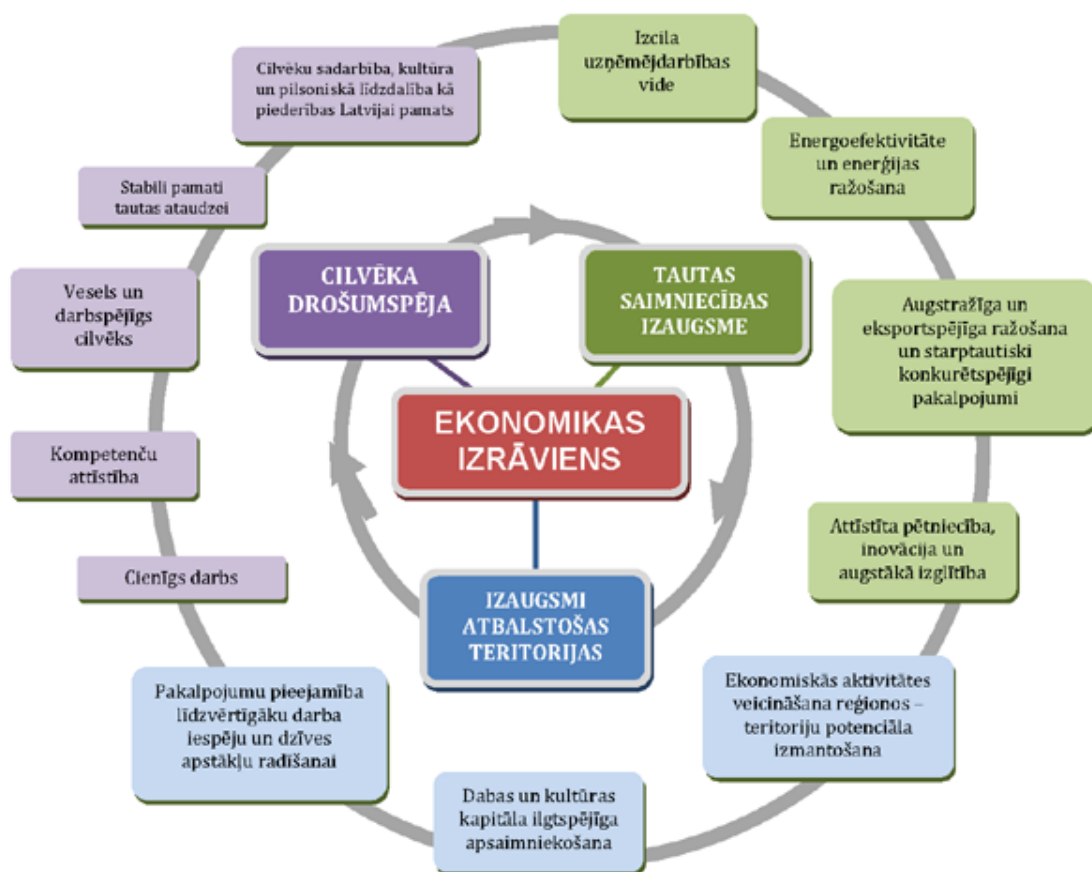 Izcila
uzņēmējdarbības
vide
Cilvēku sadarbība, kultūra
un pilsoniskā līdzdalība kā
piederības Latvijai pamats
Energoefektivitāte
un enerģijas
ražošana
Stabili pamati
tautas ataudzei
CILVĒKA
DROŠUMSPĒJA
TAUTAS
SAIMNIECĪBAS
IZAUGSME
Vesels un
darbspējīgs
cilvēks
Augstražīga un
eksportspējīga ražošana
un starptautiski
konkurētspējīgi
pakalpojumi
EKONOMIKAS
IZRĀVIENS
Kompetenču
attīstība
Attīstīta pētniecība,
inovācija un
augstākā izglītība
Cienīgs darbs
IZAUGSMI
ATBALSTOŠAS
TERITORIJAS
Pakalpojumu pieejamība
līdzvērtīgāku darba
iespēju un dzīves
apstākļu radīšanai
Ekonomiskās aktivitātes
veicināšana reģionos –
teritoriju potenciāla
izmantošana
Dabas un kultūras
kapitāla ilgtspējīga
apsaimniekošana